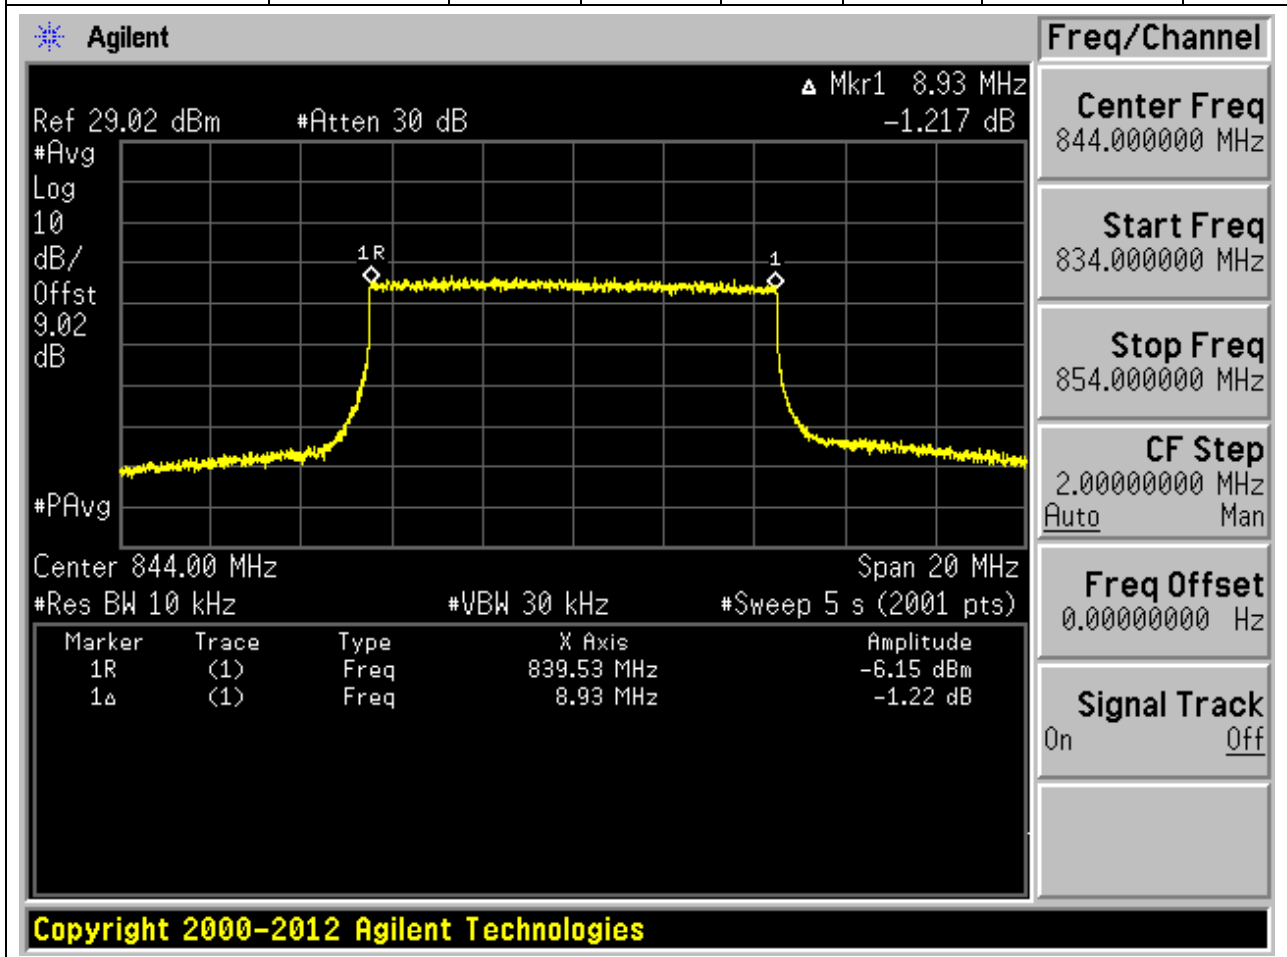 Agilent
Freq/Channel
Δ Mkr1 8.93 MHz
Ref 29.02 dBm #Atten 30 dB -1.217 dB
#Avg
Log
10
dB/
Offst
9.02
dB
1R
1
#PAvg
Center 844.00 MHz Span 20 MHz
#Res BW 10 kHz #VBW 30 kHz #Sweep 5 s (2001 pts)
Marker Trace Type X Axis Amplitude
1R (1) Freq 839.53 MHz -6.15 dBm
1Δ (1) Freq 8.93 MHz -1.22 dB
Center Freq
844.000000 MHz
Start Freq
834.000000 MHz
Stop Freq
854.000000 MHz
CF Step
2.00000000 MHz
Auto Man
Freq Offset
0.00000000 Hz
Signal Track
On Off
Copyright 2000-2012 Agilent Technologies